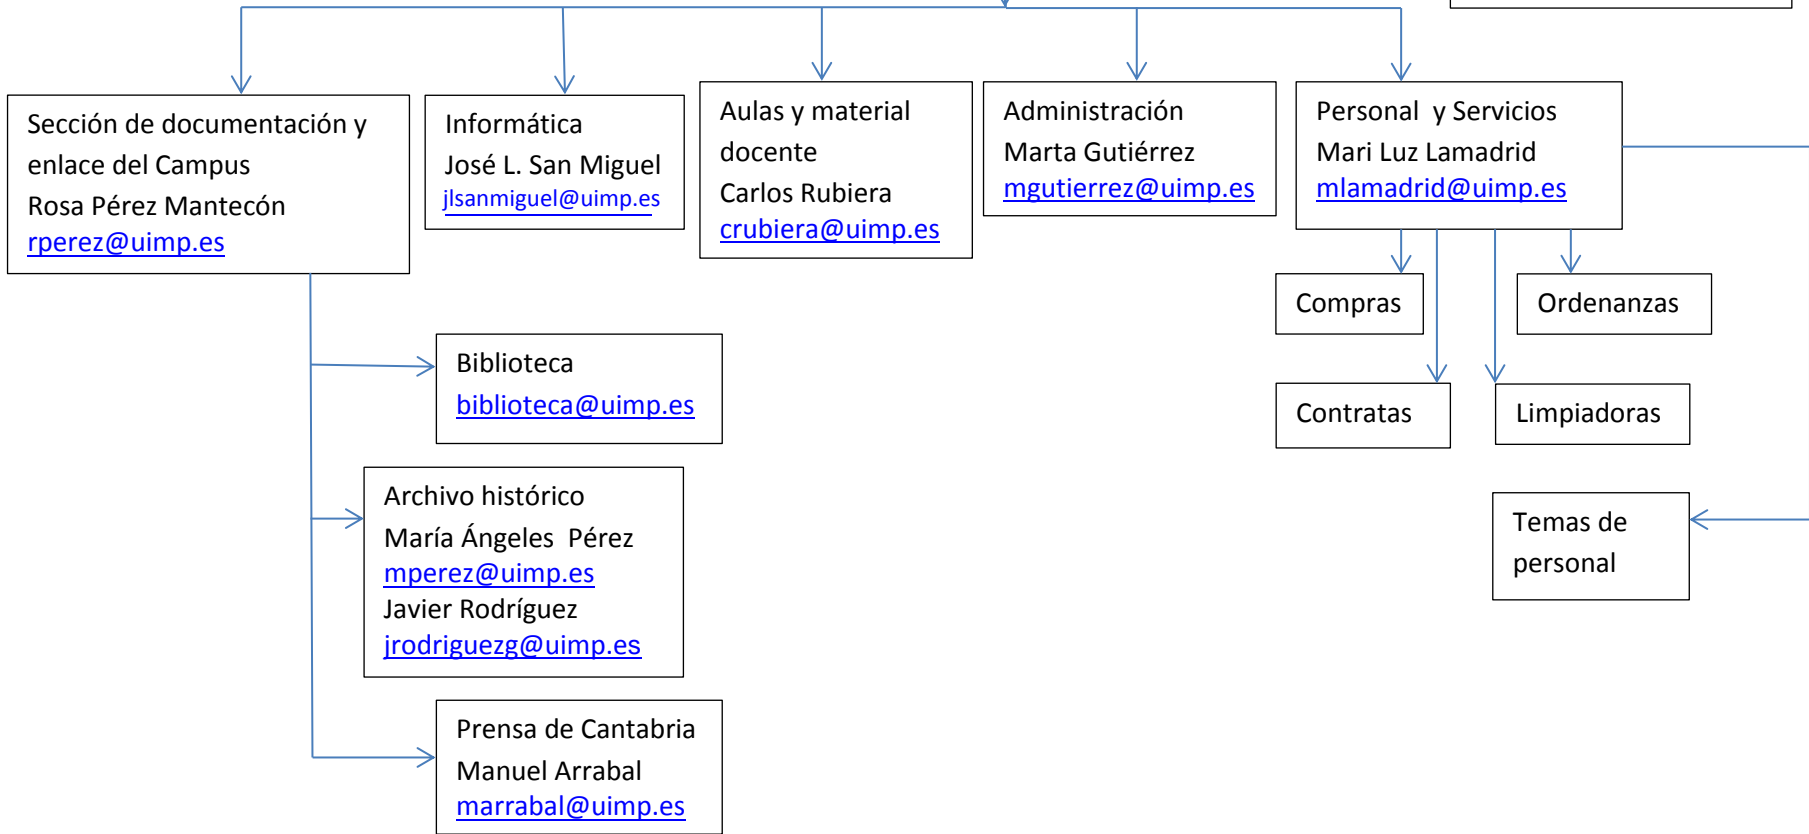 Sección de documentación y
enlace del Campus
Rosa Pérez Mantecón
rperez@uimp.es
Informática
José L. San Miguel
jlsanmiguel@uimp.es
Aulas y material
docente
Carlos Rubiera
crubiera@uimp.es
Administración
Marta Gutiérrez
mgutierrez@uimp.es
Personal y Servicios
Mari Luz Lamadrid
mlamadrid@uimp.es
Compras
Ordenanzas
Contratas
Limpiadoras
Temas de
personal
Biblioteca
biblioteca@uimp.es
Archivo histórico
María Ángeles Pérez
mperez@uimp.es
Javier Rodríguez
jrodriguezg@uimp.es
Prensa de Cantabria
Manuel Arrabal
marrabal@uimp.es